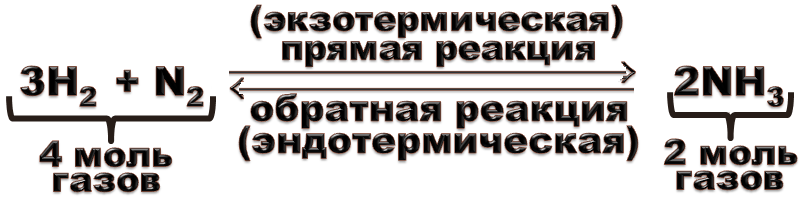 (экзотермическая)
прямая реакция
3H₂ + N₂
2NH₃
обратная реакция
(эндотермическая)
4 моль
газов
2 моль
газов